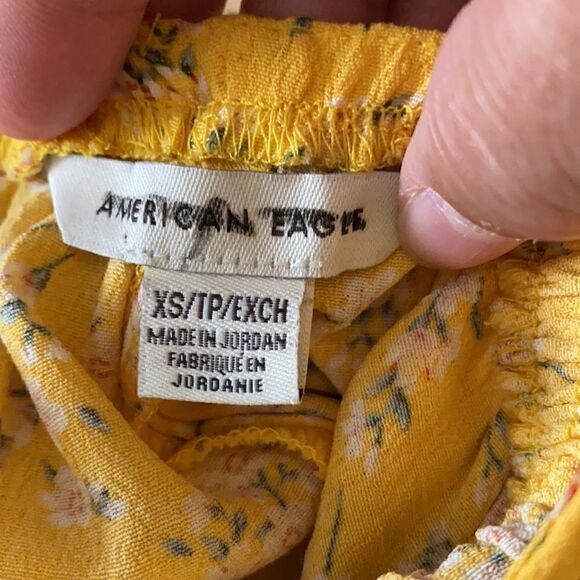 AMERICAN EAGLE
XS/TP/EXCH
MADE IN JORDAN
FABRIQUÉ EN
JORDANIE